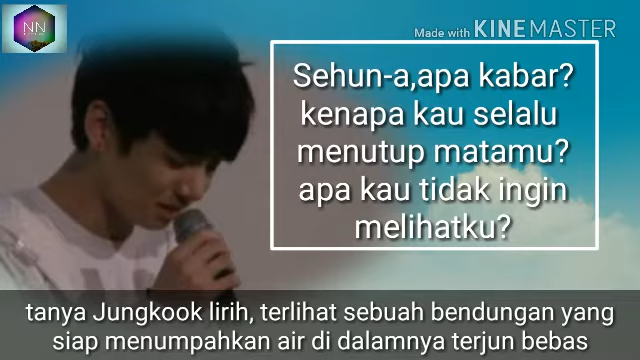 NN
Made with KINEMASTER
Sehun-a,apa kabar?
kenapa kau selalu
menutup matamu?
apa kau tidak ingin
melihatku?
tanya Jungkook lirih, terlihat sebuah bendungan yang
siap menumpahkan air di dalamnya terjun bebas